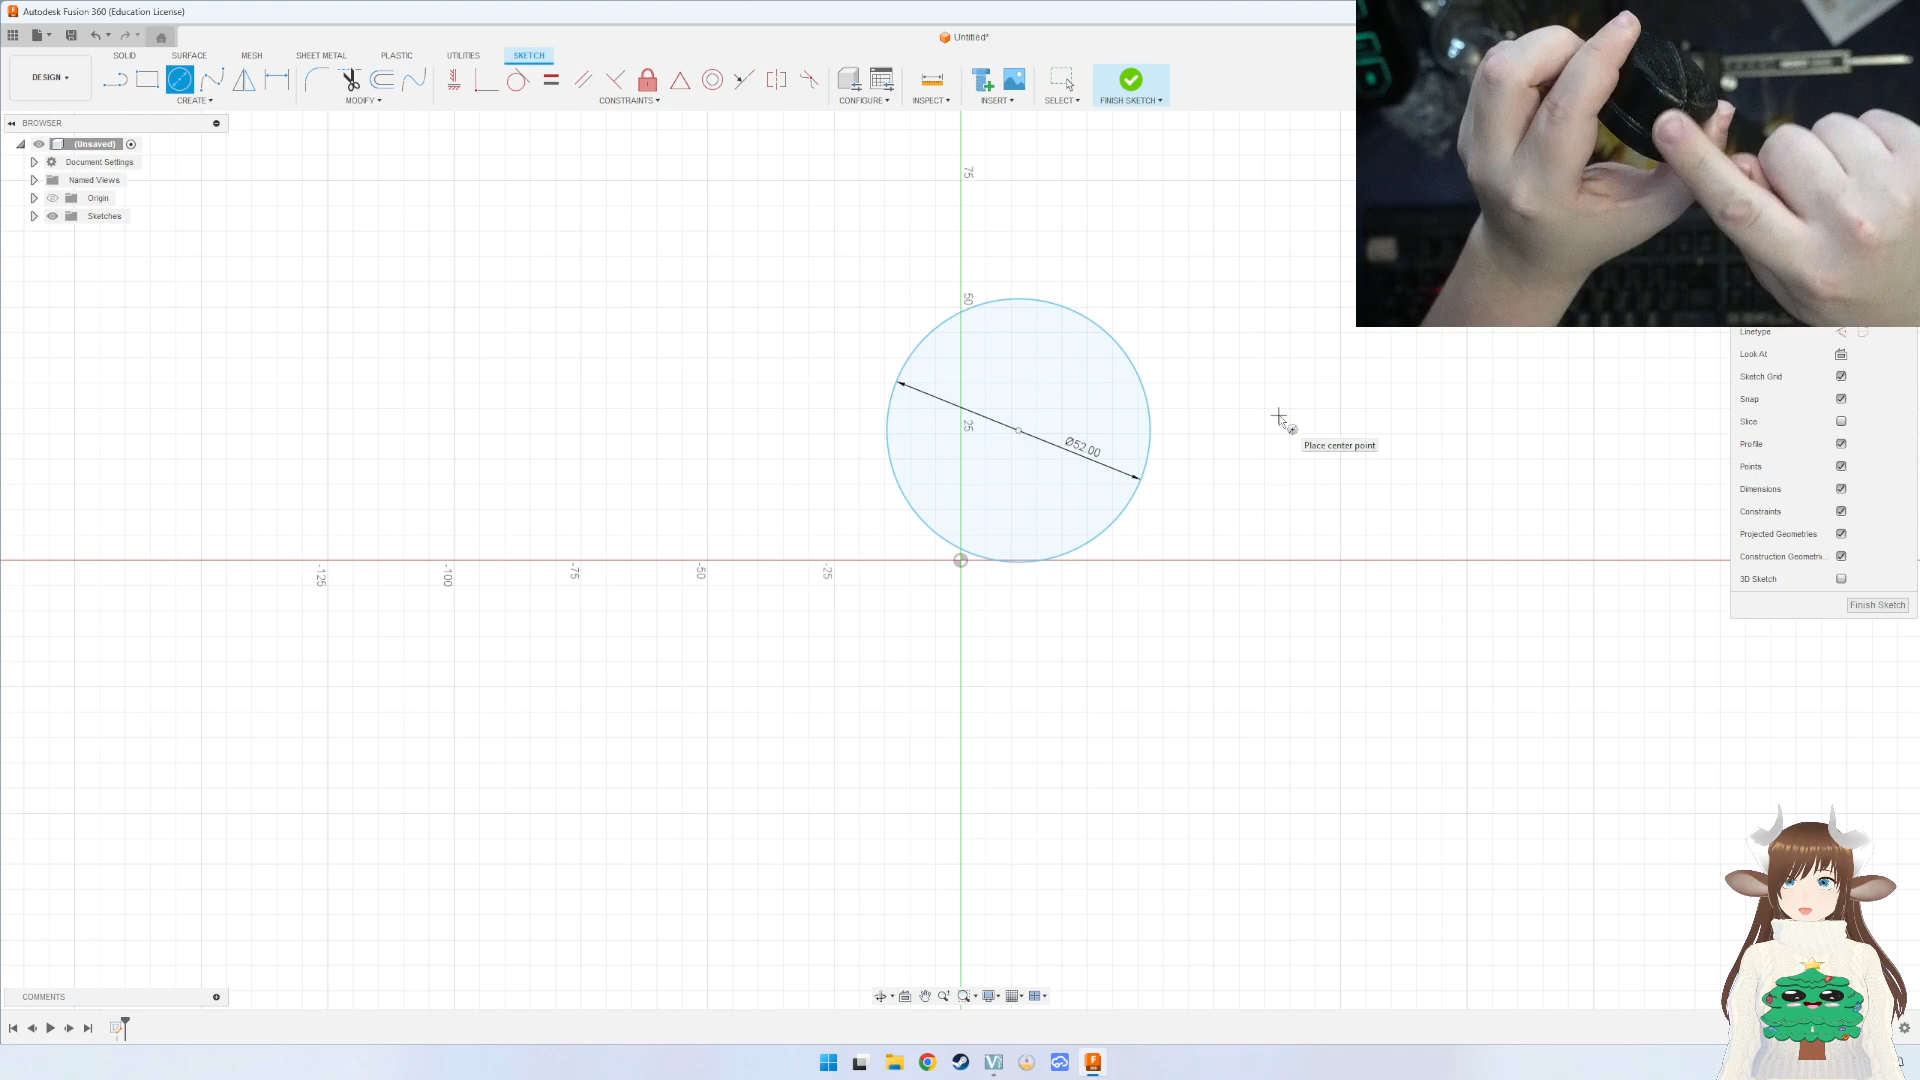 Autodesk Fusion 360 (Education License)
Untitled*
SOLID SURFACE MESH SHEET METAL PLASTIC UTILITIES SKETCH
DESIGN
CREATE MODIFY CONSTRAINTS CONFIGURE INSPECT INSERT SELECT FINISH SKETCH
BROWSER
(Unsaved)
Document Settings
Named Views
Origin
Sketches
75
50
25
Ø52.00
Place center point
-125 -100 -75 -50 -25
Linetype
Look At
Sketch Grid
Snap
Slice
Profile
Points
Dimensions
Constraints
Projected Geometries
Construction Geometri...
3D Sketch
Finish Sketch
COMMENTS